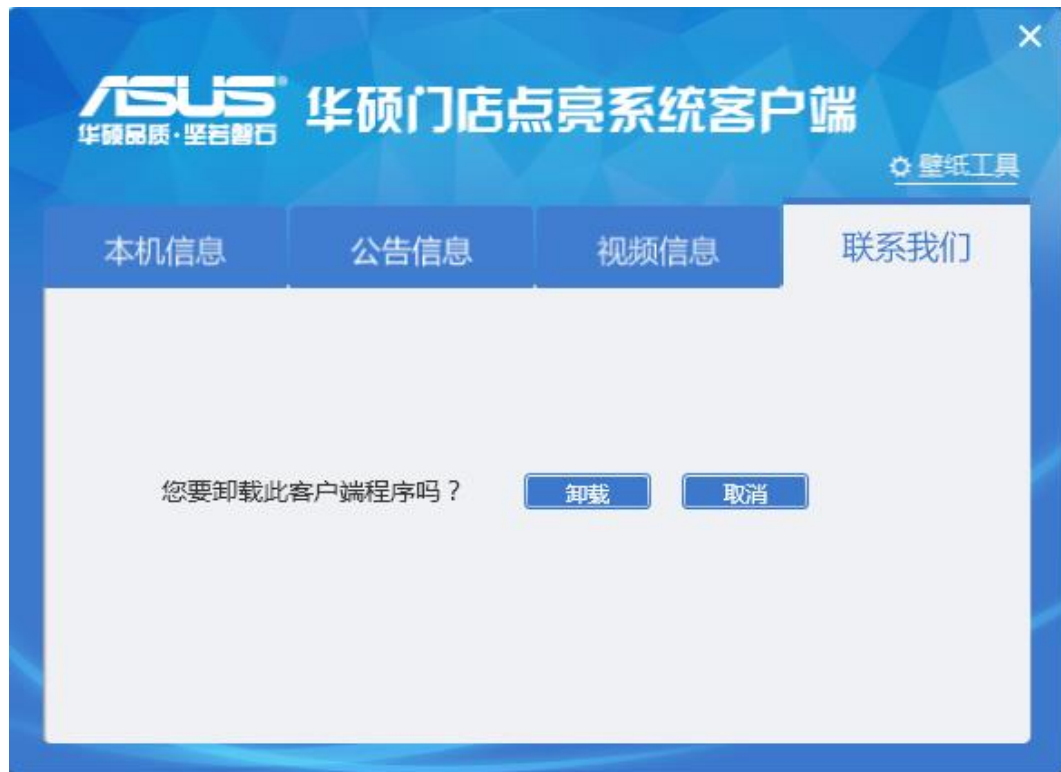 ASUS 华硕门店点亮系统客户端
华硕品质·坚若磐石
壁纸工具
本机信息 公告信息 视频信息 联系我们
您要卸载此客户端程序吗？ 卸载 取消